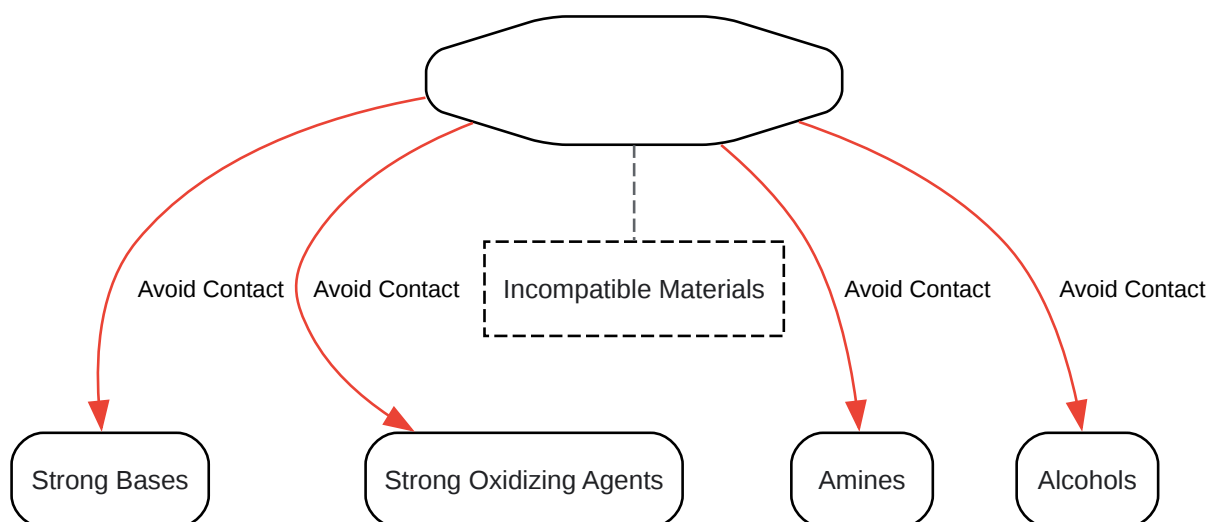 Avoid Contact
Avoid Contact
Incompatible Materials
Avoid Contact
Avoid Contact
Strong Bases
Strong Oxidizing Agents
Amines
Alcohols